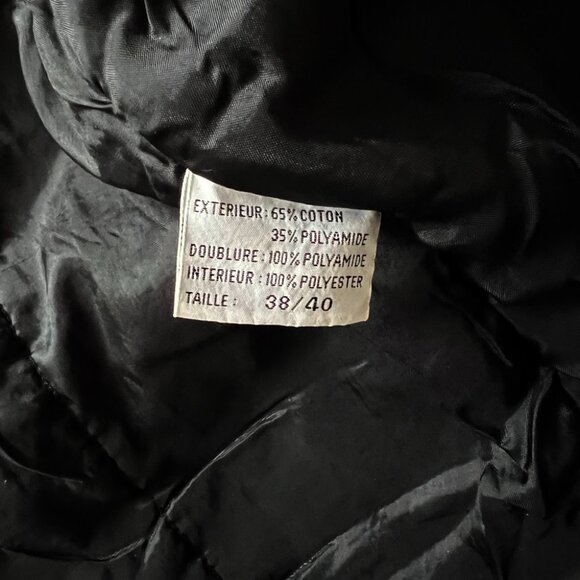 EXTERIEUR: 65% COTON
35% POLYAMIDE
DOUBLURE: 100% POLYAMIDE
INTERIEUR: 100% POLYESTER
TAILLE: 38/40